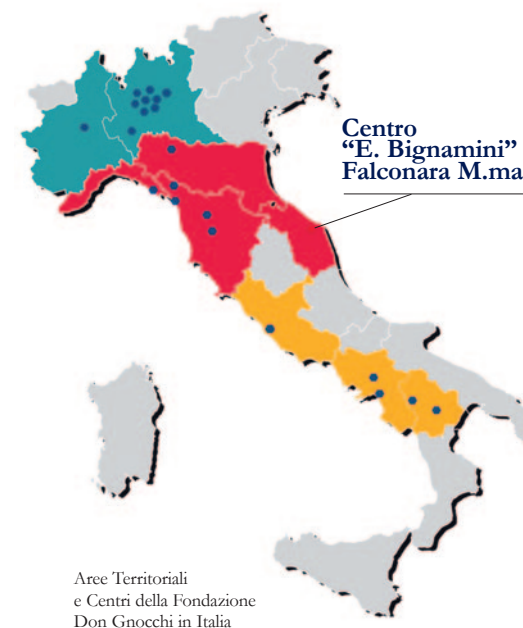 Centro
“E. Bignamini”
Falconara M.ma
Aree Territoriali
e Centri della Fondazione
Don Gnocchi in Italia